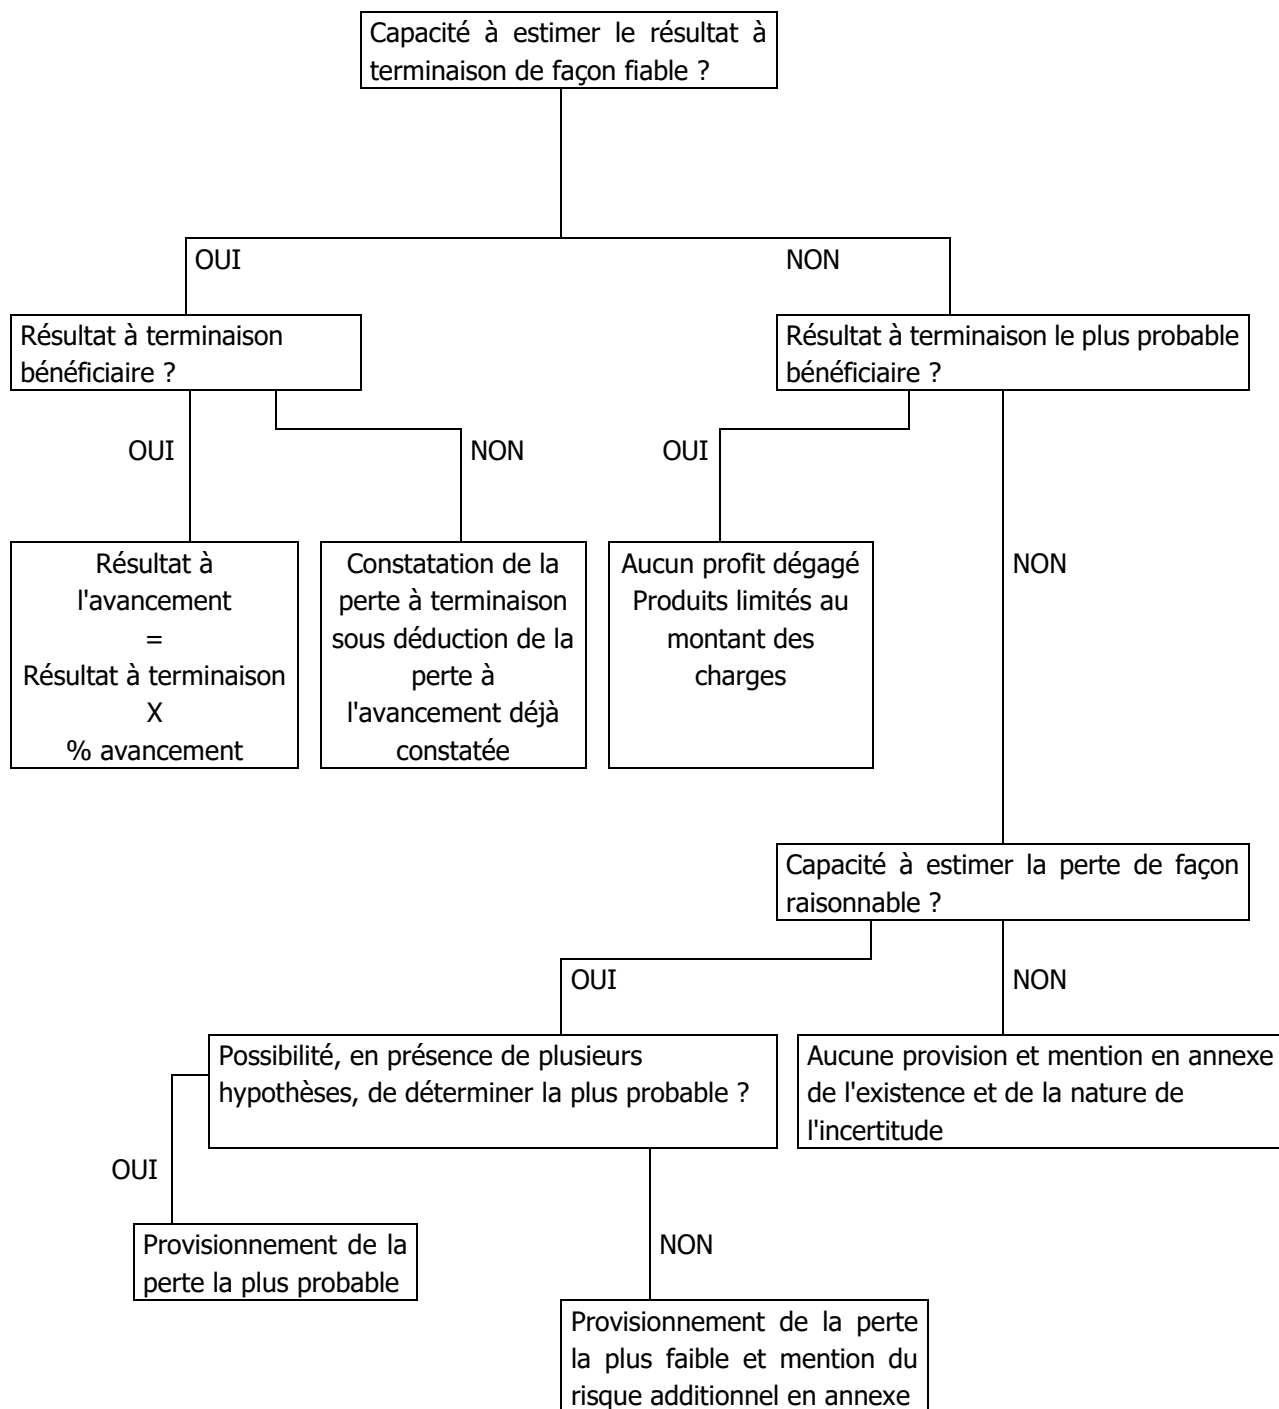 Capacité à estimer le résultat à
terminaison de façon fiable ?
OUI
NON
Résultat à terminaison
bénéficiaire ?
Résultat à terminaison le plus probable
bénéficiaire ?
OUI
NON
OUI
Résultat à
l'avancement
=
Résultat à terminaison
X
% avancement
Constatation de la
perte à terminaison
sous déduction de la
perte à
l'avancement déjà
constatée
Aucun profit dégagé
Produits limités au
montant des
charges
NON
Capacité à estimer la perte de façon
raisonnable ?
OUI
NON
Possibilité, en présence de plusieurs
hypothèses, de déterminer la plus probable ?
Aucune provision et mention en annexe
de l'existence et de la nature de
l'incertitude
OUI
Provisionnement de la
perte la plus probable
NON
Provisionnement de la perte
la plus faible et mention du
risque additionnel en annexe